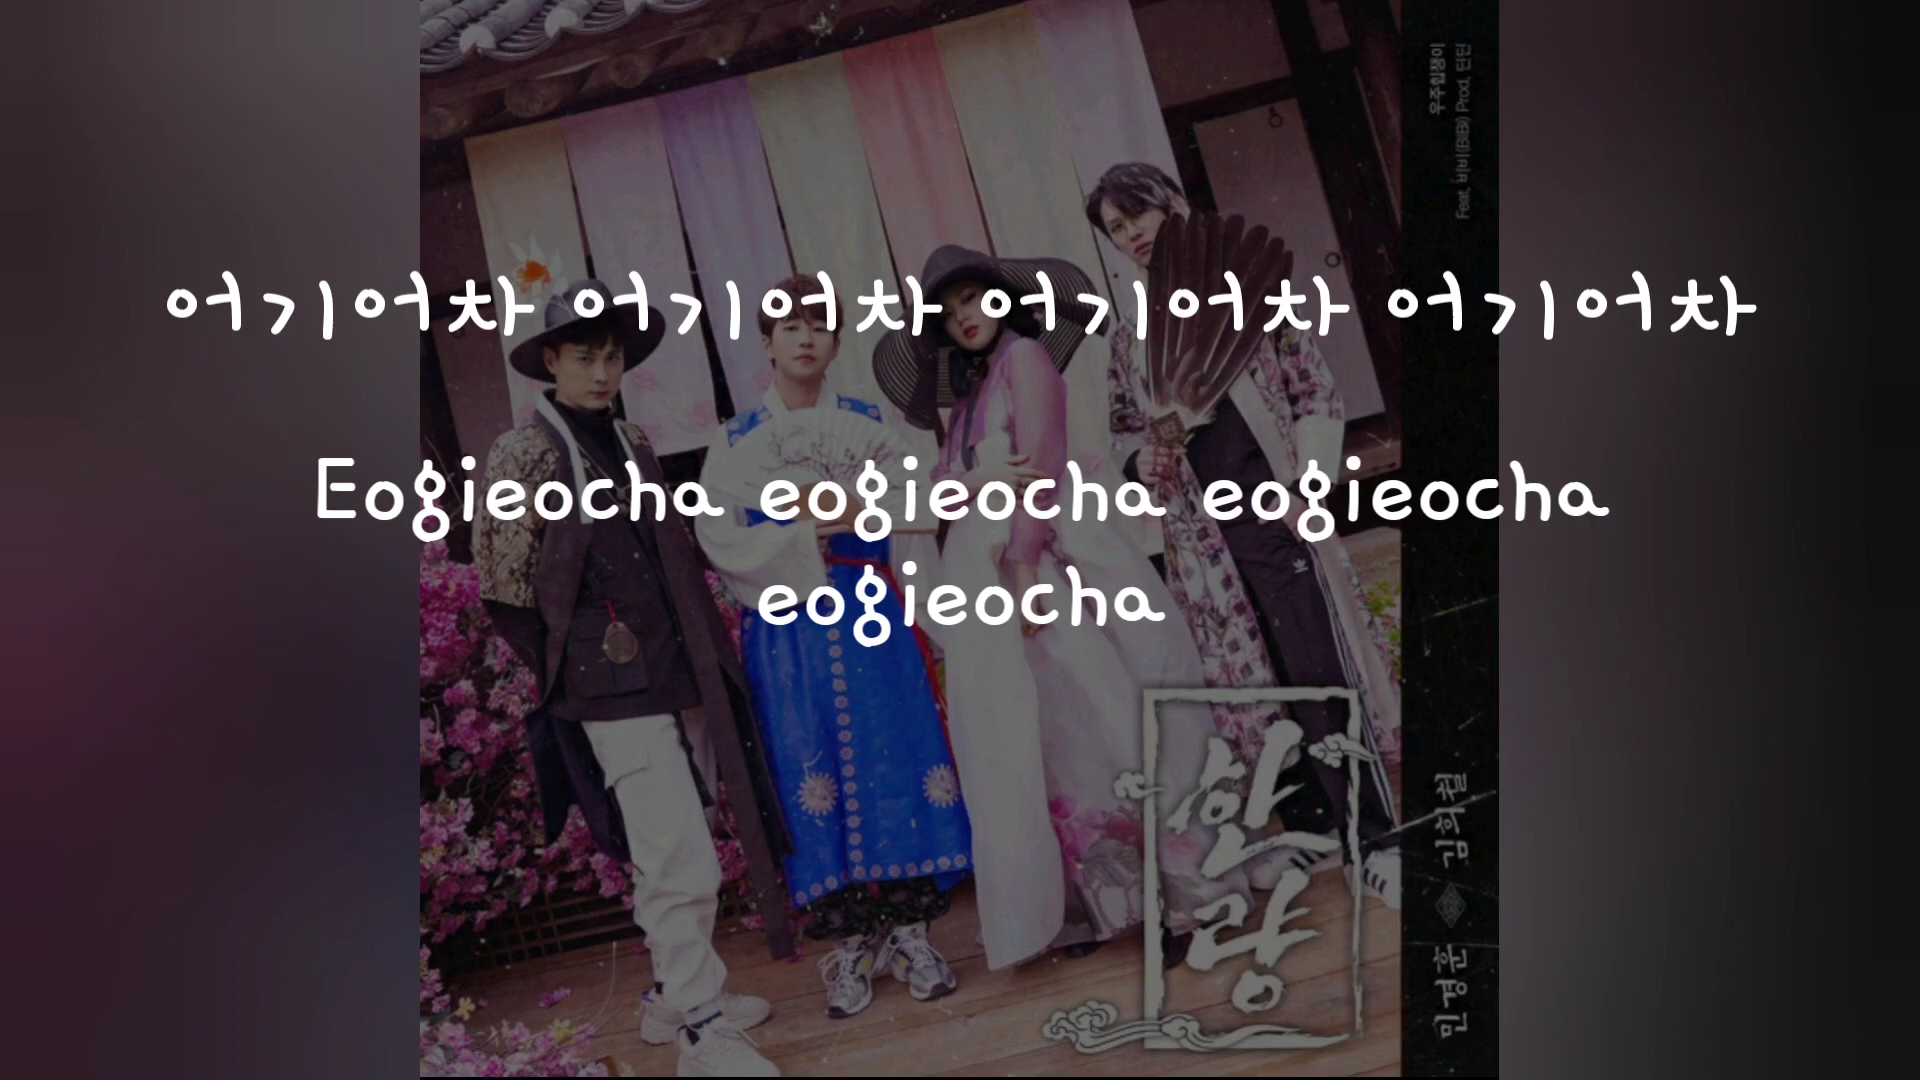 어기어차 어기어차 어기어차 어기어차
Eogieocha eogieocha eogieocha
eogieocha
우주힙쟁이
Feat. 비비(BIBI) Prod. 딘딘
한량
민경훈 김희철